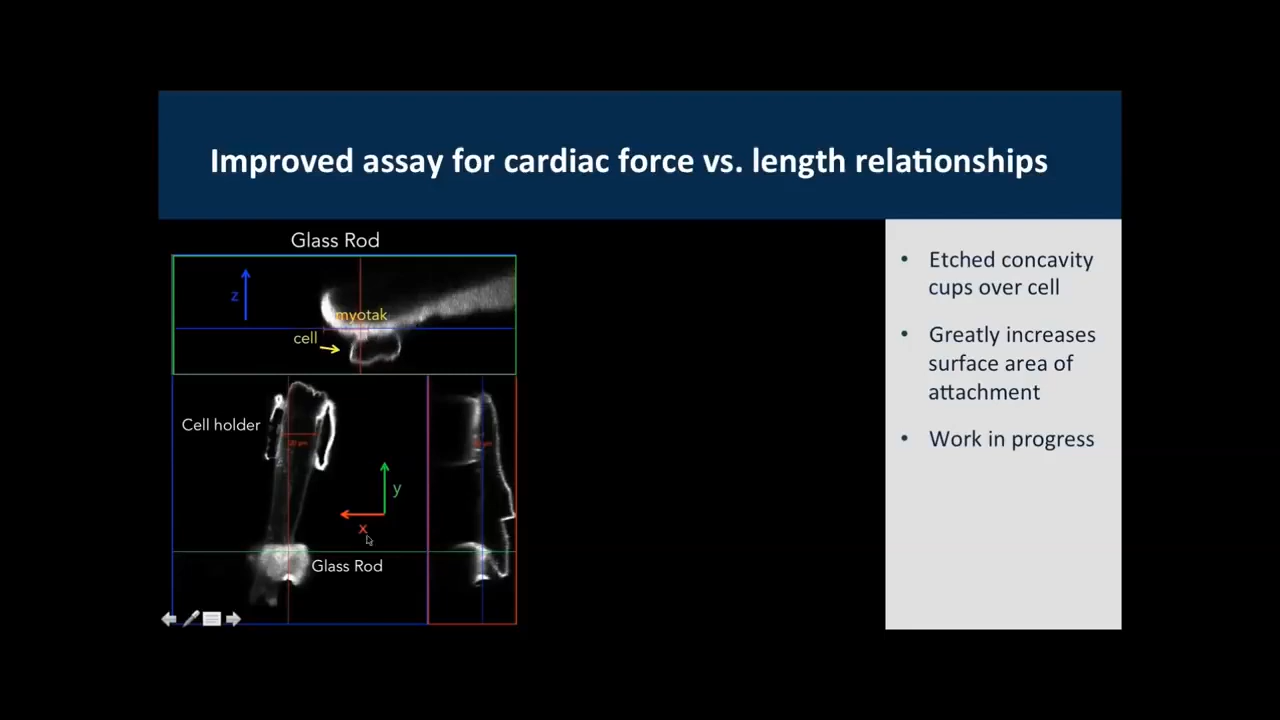 Improved assay for cardiac force vs. length relationships
Glass Rod
z
myotak
cell
Cell holder
y
x
Glass Rod
• Etched concavity
cups over cell
• Greatly increases
surface area of
attachment
• Work in progress